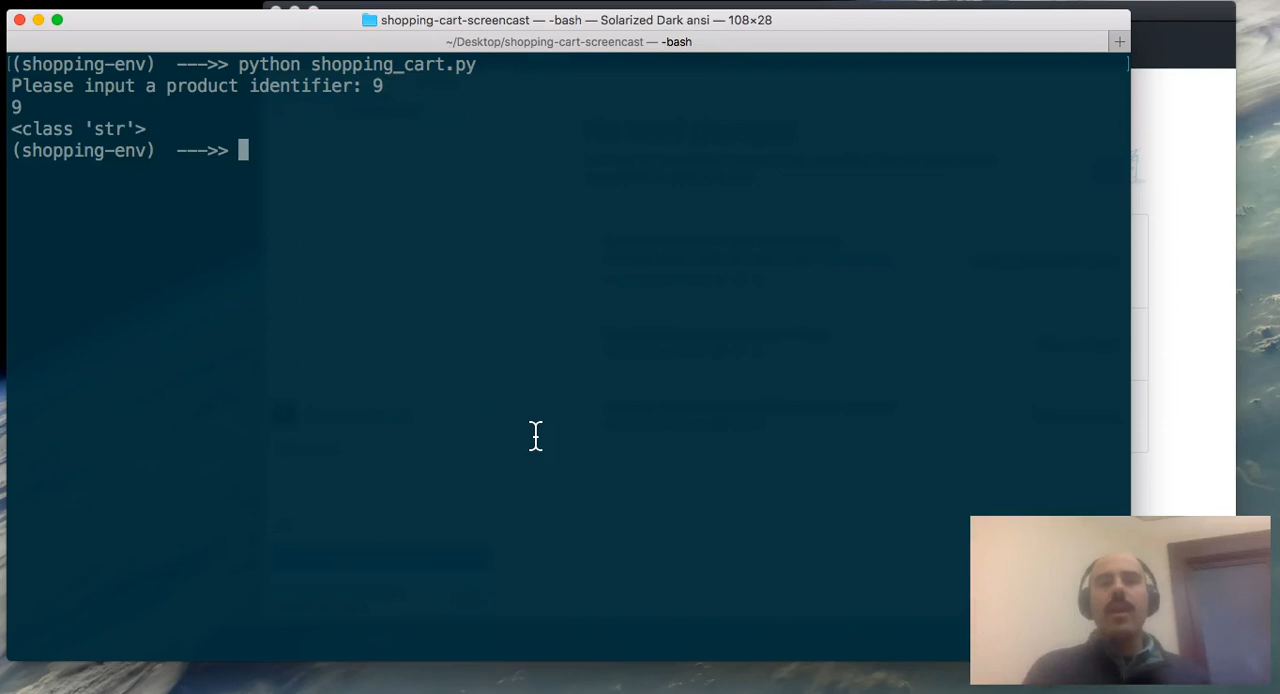 shopping-cart-screencast — -bash — Solarized Dark ansi — 108×28
~/Desktop/shopping-cart-screencast — -bash
[(shopping-env)  --->> python shopping_cart.py
Please input a product identifier: 9
9
<class 'str'>
(shopping-env)  --->>